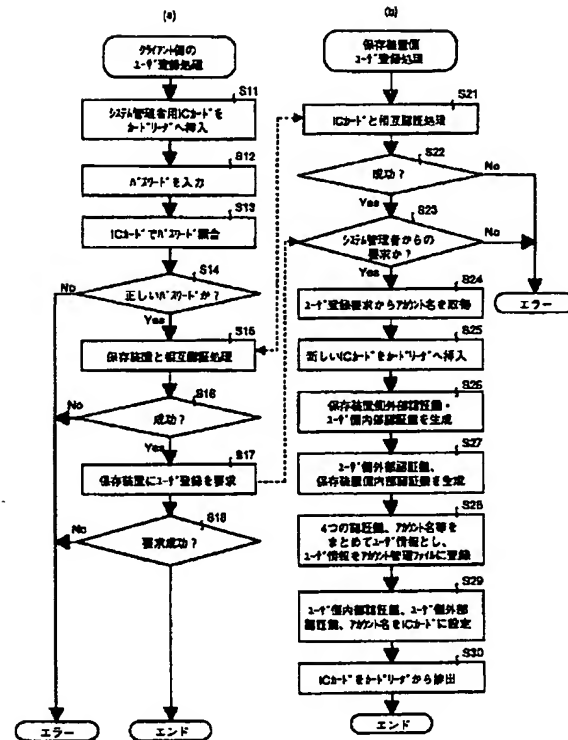 (a)
クライアント側の
ユーザ登録処理
S11
システム管理者用ICカードを
カードリーダへ挿入
S12
パスワードを入力
S13
ICカードでパスワード照合
S14
正しいパスワードか?
No
Yes
S15
保存装置と相互認証処理
S16
成功?
No
Yes
S17
保存装置にユーザ登録を要求
S18
要求成功?
No
エラー
エンド
(b)
保存装置側
ユーザ登録処理
S21
ICカードと相互認証処理
S22
成功?
No
Yes
S23
システム管理者からの
要求か?
No
Yes
エラー
S24
ユーザ登録要求からアカウント名を取得
S25
新しいICカードをカードリーダへ挿入
S26
保存装置側外部認証鍵・
ユーザ側内部認証鍵を生成
S27
ユーザ側外部認証鍵、
保存装置側内部認証鍵を生成
S28
4つの認証鍵、アカウント名等を
まとめてユーザ情報とし、
ユーザ情報をアカウント管理ファイルに登録
S29
ユーザ側内部認証鍵、ユーザ側外部
認証鍵、アカウント名をICカードに設定
S30
ICカードをカードリーダから排出
エンド